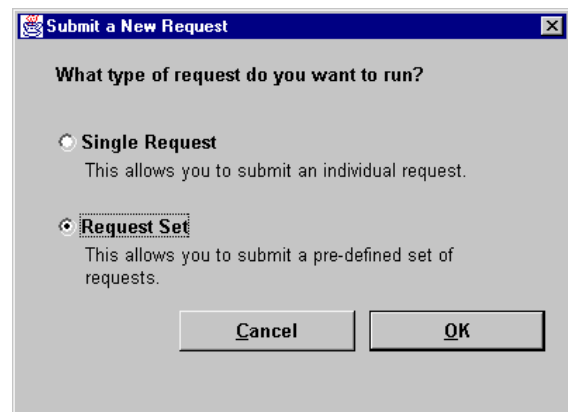 Submit a New Request
What type of request do you want to run?
Single Request
This allows you to submit an individual request.
Request Set
This allows you to submit a pre-defined set of
requests.
Cancel
OK